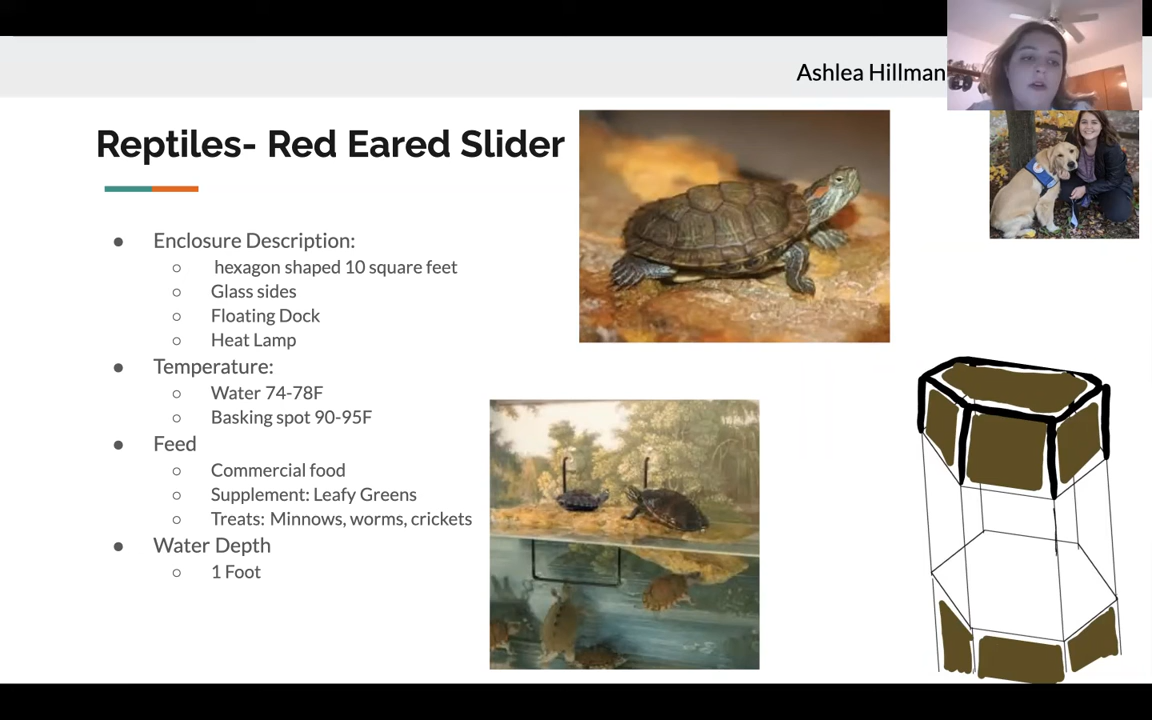 Ashlea Hillman
Reptiles- Red Eared Slider
● Enclosure Description:
○ hexagon shaped 10 square feet
○ Glass sides
○ Floating Dock
○ Heat Lamp
● Temperature:
○ Water 74-78F
○ Basking spot 90-95F
● Feed
○ Commercial food
○ Supplement: Leafy Greens
○ Treats: Minnows, worms, crickets
● Water Depth
○ 1 Foot